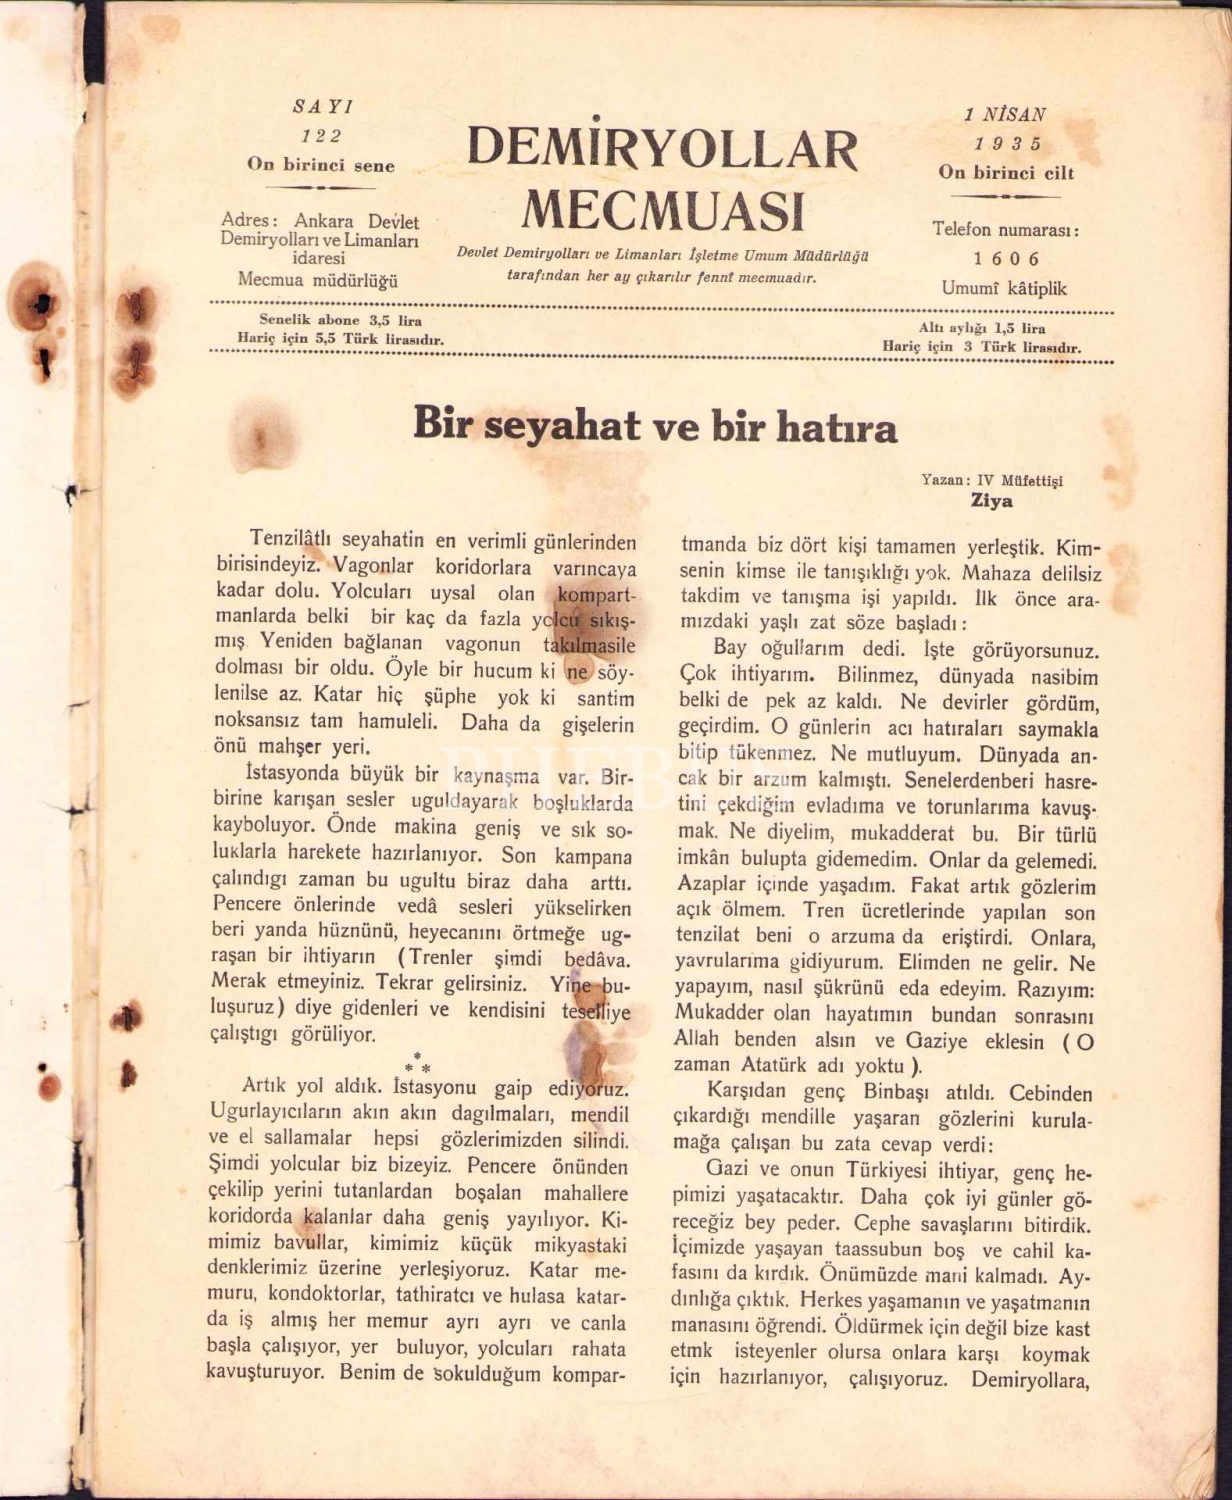 SAYI
122
On birinci sene
Adres: Ankara Devlet
Demiryolları ve Limanları
idaresi
Mecmua müdürlüğü
DEMİRYOLLAR
MECMUASI
Devlet Demiryolları ve Limanları İşletme Umum Müdürlüğü
tarafından her ay çıkarılır fennî mecmuadır.
1 NİSAN
1935
On birinci cilt
Telefon numarası:
1606
Umumî kâtiplik
Senelik abone 3,5 lira
Hariç için 5,5 Türk lirasıdır.
Altı aylığı 1,5 lira
Hariç için 3 Türk lirasıdır.
Bir seyahat ve bir hatıra
Yazan: IV Müfettişi
Ziya
Tenzilâtlı seyahatin en verimli günlerinden
birisindeyiz. Vagonlar koridorlara varıncaya
kadar dolu. Yolcuları uysal olan kompart-
manlarda belki bir kaç da fazla yolcu sıkış-
mış Yeniden bağlanan vagonun takılmasile
dolması bir oldu. Öyle bir hucum ki ne söy-
lenilse az. Katar hiç şüphe yok ki santim
noksansız tam hamuleli. Daha da gişelerin
önü mahşer yeri.
İstasyonda büyük bir kaynaşma var. Bir-
birine karışan sesler uguldayarak boşluklarda
kayboluyor. Önde makina geniş ve sık so-
luklarla harekete hazırlanıyor. Son kampana
çalındıgı zaman bu ugultu biraz daha arttı.
Pencere önlerinde vedâ sesleri yükselirken
beri yanda hüznünü, heyecanını örtmeğe ug-
raşan bir ihtiyarın (Trenler şimdi bedâva.
Merak etmeyiniz. Tekrar gelirsiniz. Yine bu-
luşuruz) diye gidenleri ve kendisini teselliye
çalıştıgı görüliyor.
*
* *
Artık yol aldık. İstasyonu gaip ediyoruz.
Ugurlayıcıların akın akın dagılmaları, mendil
ve el sallamalar hepsi gözlerimizden silindi.
Şimdi yolcular biz bizeyiz. Pencere önünden
çekilip yerini tutanlardan boşalan mahallere
koridorda kalanlar daha geniş yayılıyor. Ki-
mimiz bavullar, kimimiz küçük mikyastaki
denklerimiz üzerine yerleşiyoruz. Katar me-
muru, kondoktorlar, tathiratcı ve hulasa katar-
da iş almış her memur ayrı ayrı ve canla
başla çalışıyor, yer buluyor, yolcuları rahata
kavuşturuyor. Benim de sokulduğum kompar-
tmanda biz dört kişi tamamen yerleştik. Kim-
senin kimse ile tanışıklığı yok. Mahaza delilsiz
takdim ve tanışma işi yapıldı. İlk önce ara-
mızdaki yaşlı zat söze başladı:
Bay oğullarım dedi. İşte görüyorsunuz.
Çok ihtiyarım. Bilinmez, dünyada nasibim
belki de pek az kaldı. Ne devirler gördüm,
geçirdim. O günlerin acı hatıraları saymakla
bitip tükenmez. Ne mutluyum. Dünyada an-
cak bir arzum kalmıştı. Senelerdenberi hasre-
tini çekdiğim evladıma ve torunlarıma kavuş-
mak. Ne diyelim, mukadderat bu. Bir türlü
imkân bulupta gidemedim. Onlar da gelemedi.
Azaplar içinde yaşadım. Fakat artık gözlerim
açık ölmem. Tren ücretlerinde yapılan son
tenzilat beni o arzuma da eriştirdi. Onlara,
yavrularıma gidiyurum. Elimden ne gelir. Ne
yapayım, nasıl şükrünü eda edeyim. Razıyım:
Mukadder olan hayatımın bundan sonrasını
Allah benden alsın ve Gaziye eklesin ( O
zaman Atatürk adı yoktu ).
Karşıdan genç Binbaşı atıldı. Cebinden
çıkardığı mendille yaşaran gözlerini kurula-
mağa çalışan bu zata cevap verdi:
Gazi ve onun Türkiyesi ihtiyar, genç he-
pimizi yaşatacaktır. Daha çok iyi günler gö-
receğiz bey peder. Cephe savaşlarını bitirdik.
İçimizde yaşayan taassubun boş ve cahil ka-
fasını da kırdık. Önümüzde mani kalmadı. Ay-
dınlığa çıktık. Herkes yaşamanın ve yaşatmanın
manasını öğrendi. Öldürmek için değil bize kast
etmk isteyenler olursa onlara karşı koymak
için hazırlanıyor, çalışıyoruz. Demiryollara,